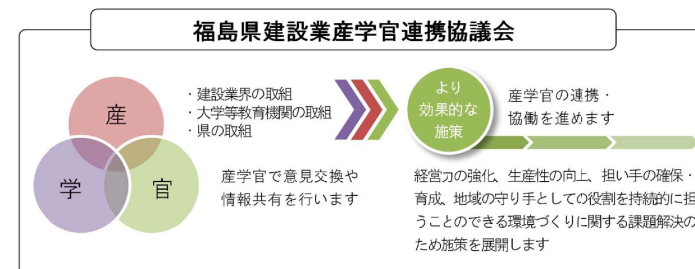 福島県建設業産学官連携協議会
産
学
官
・建設業界の取組
・大学等教育機関の取組
・県の取組
産学官で意見交換や
情報共有を行います
より
効果的な
施策
産学官の連携・
協働を進めます
経営力の強化、生産性の向上、担い手の確保・
育成、地域の守り手としての役割を持続的に担
うことのできる環境づくりに関する課題解決の
ため施策を展開します